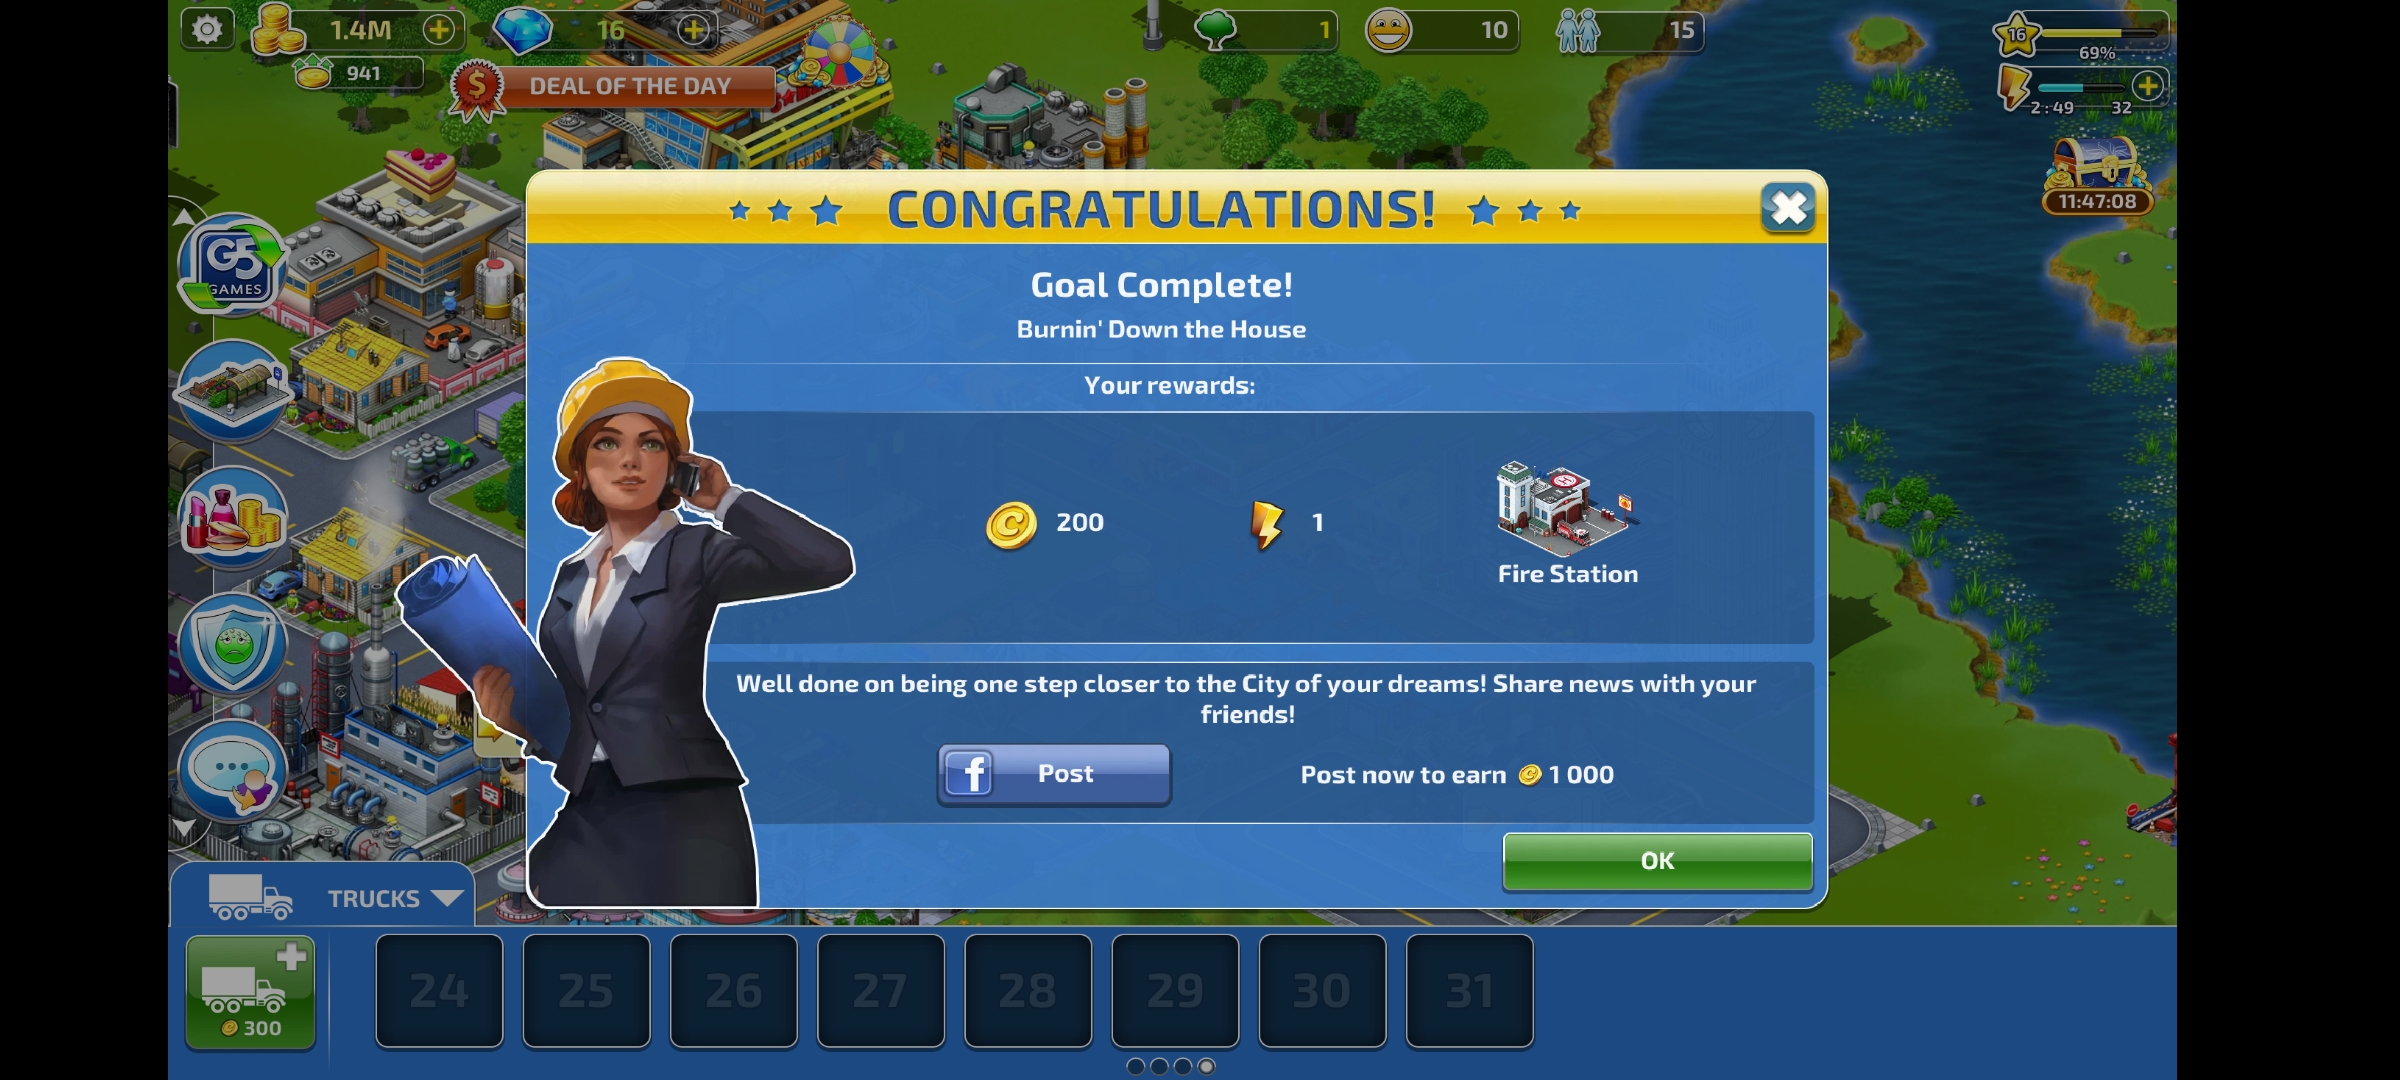 1.4M
16
1
10
15
16
69%
941
DEAL OF THE DAY
2:49
32
11:47:08
CONGRATULATIONS!
Goal Complete!
Burnin' Down the House
Your rewards:
G5
GAMES
200
1
Fire Station
Well done on being one step closer to the City of your dreams! Share news with your
friends!
f Post
Post now to earn 1 000
OK
TRUCKS
300
24
25
26
27
28
29
30
31